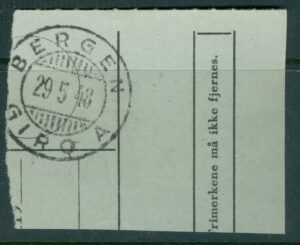 BERGEN
29 5 48
GIRO A
Frimerkene må ikke fjernes.